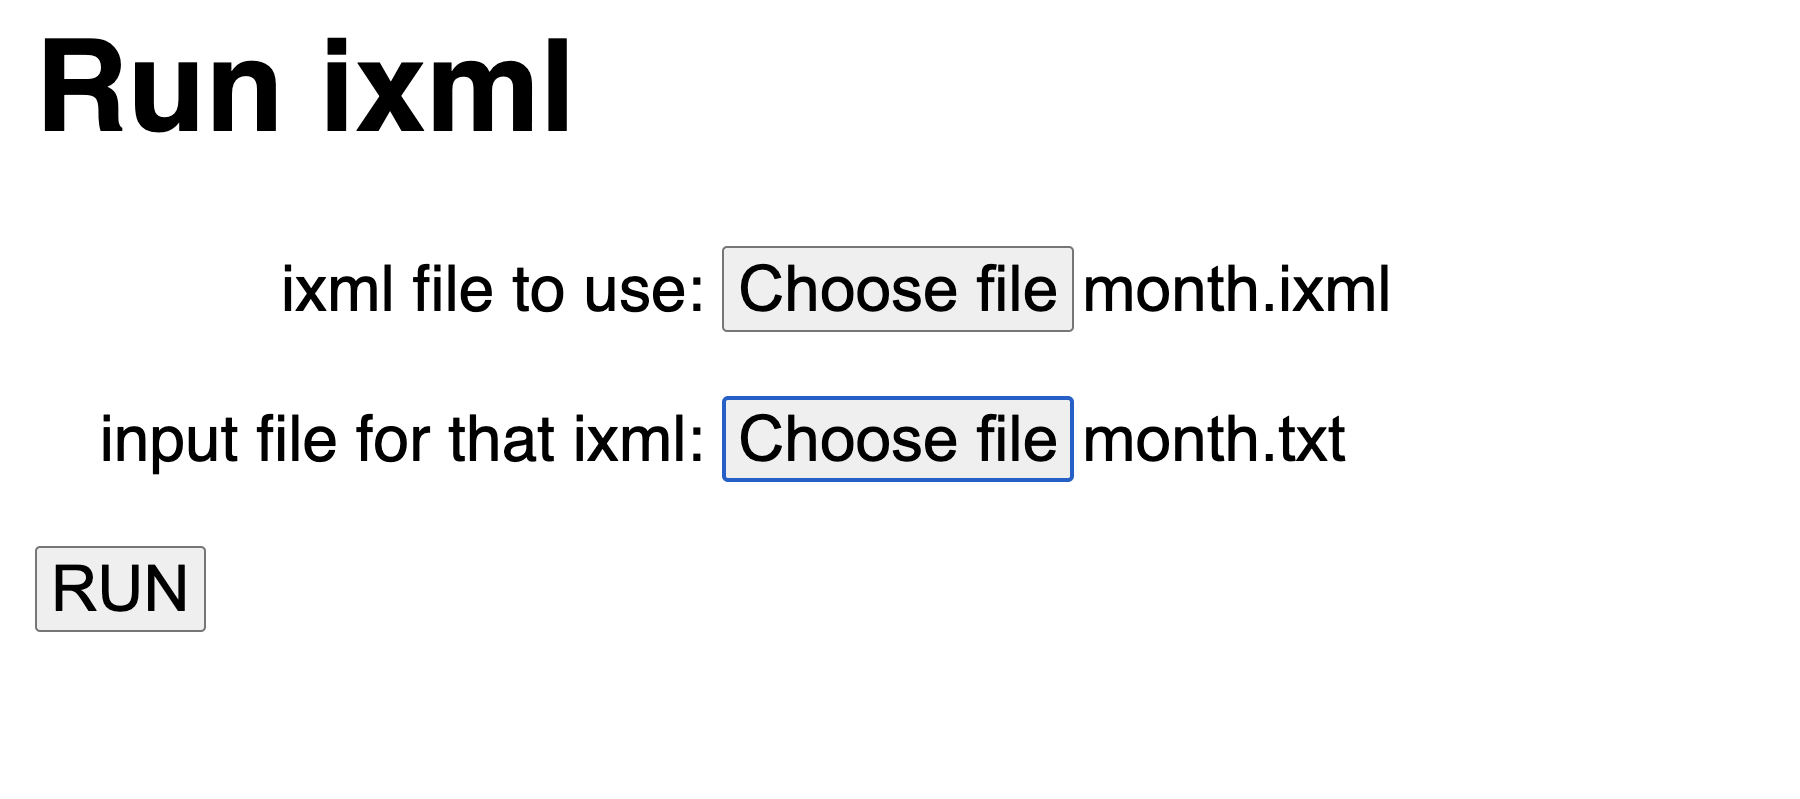 Run ixml
ixml file to use: Choose file month.ixml
input file for that ixml: Choose file month.txt
RUN